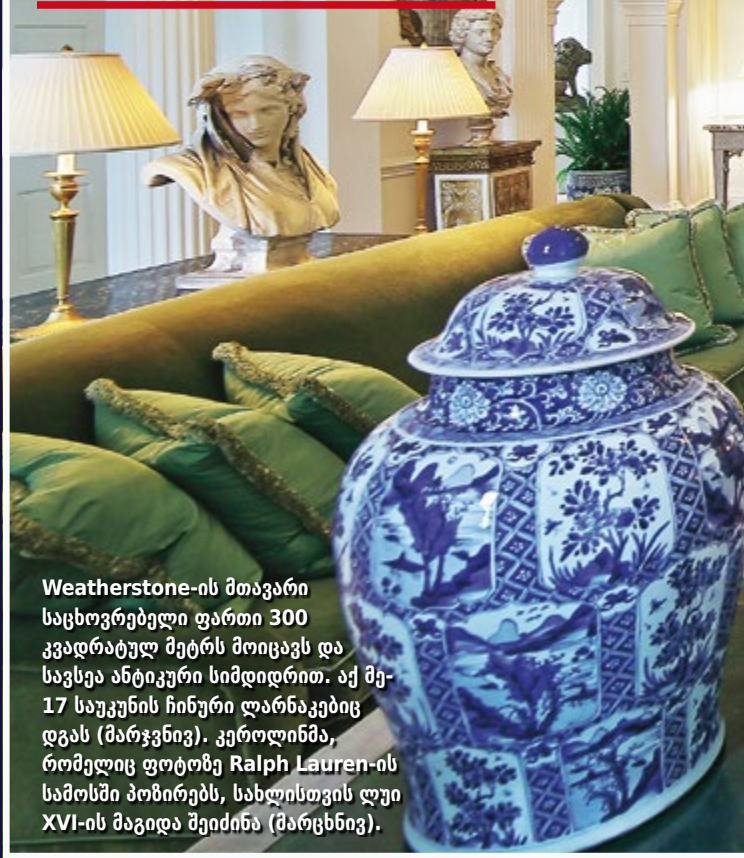 Weatherstone-ის მთავარი
საცხოვრებელი ფართი 300
კვადრატულ მეტრს მოიცავს და
სავსეა ანტიკური სიმდიდრით. აქ მე-
17 საუკუნის ჩინური ლარნაკებიც
დგას (მარჯვნივ). კეროლინმა,
რომელიც ფოტოზე Ralph Lauren-ის
სამოსში პოზირებს, სახლისთვის ლუი
XVI-ის მაგიდა შეიძინა (მარცხნივ).